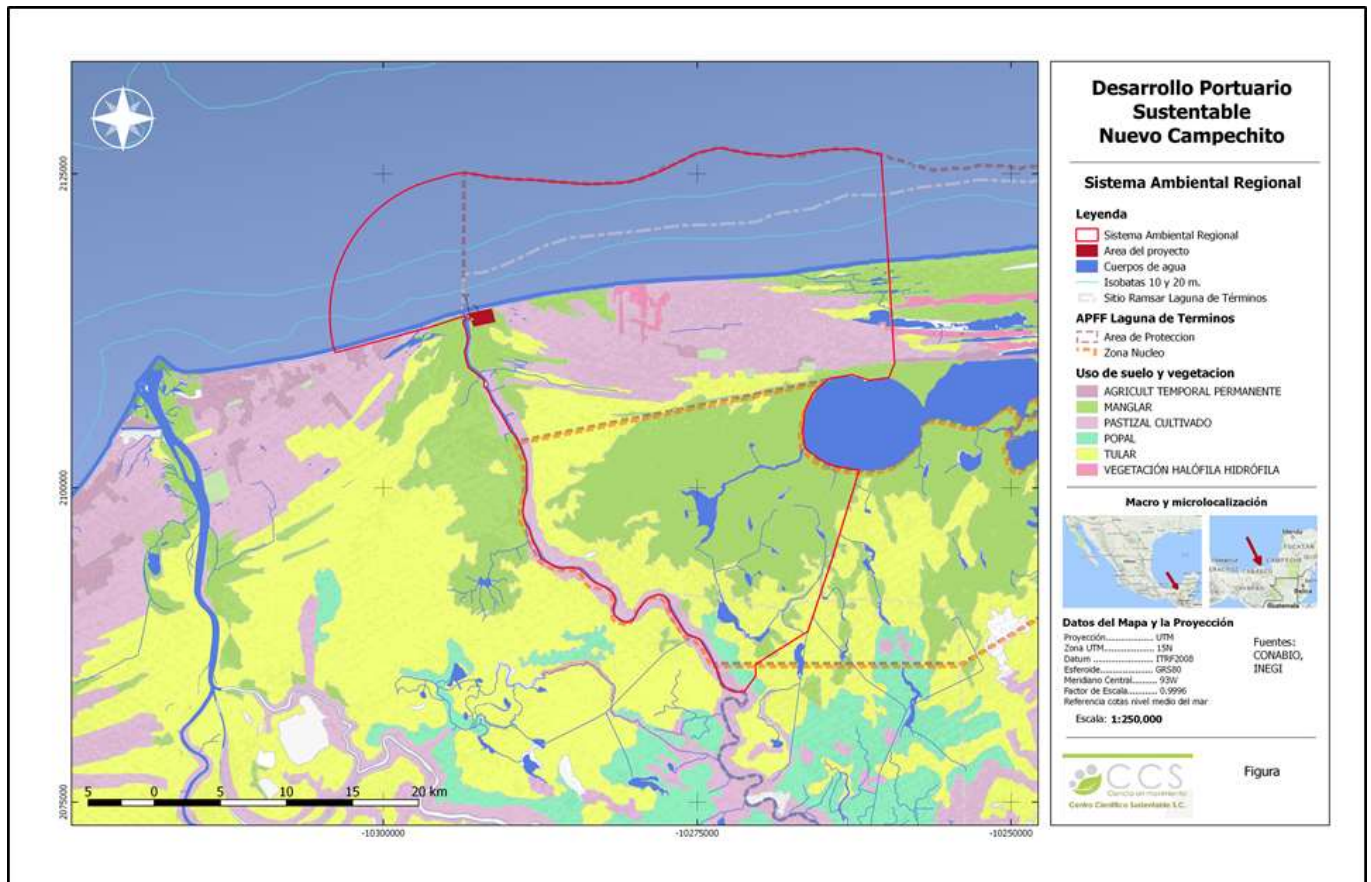 Desarrollo Portuario
Sustentable
Nuevo Campechito
Sistema Ambiental Regional
Leyenda
Sistema Ambiental Regional
Area del proyecto
Cuerpos de agua
Isobatas 10 y 20 m.
Sitio Ramsar Laguna de Términos
APFF Laguna de Terminos
Area de Proteccion
Zona Nucleo
Uso de suelo y vegetacion
AGRICULT TEMPORAL PERMANENTE
MANGLAR
PASTIZAL CULTIVADO
POPAL
TULAR
VEGETACIÓN HALÓFILA HIDRÓFILA
Macro y microlocalización
Datos del Mapa y la Proyección
Proyección................ UTM
Zona UTM................ 15N
Datum ..................... ITRF2008
Esferoide................ GRS80
Meridiano Central......... 93W
Factor de Escala........... 0.9996
Referencia cotas nivel medio del mar
Escala: 1:250,000
Fuentes:
CONABIO,
INEGI
CCS
Ciencia en movimiento
Centro Científico Sustentable S.C.
Figura
2125000
2100000
2075000
5 0 5 10 15 20 km
-10300000 -10275000 -10250000